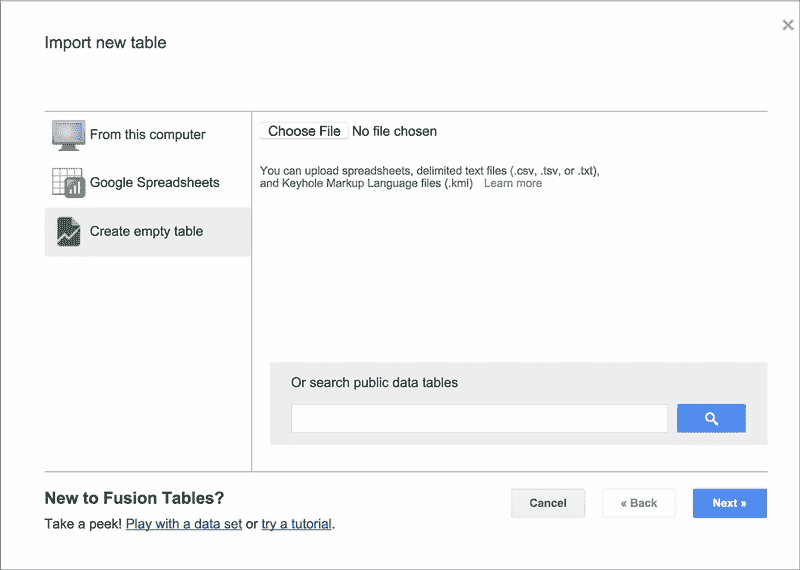 Import new table
From this computer
Google Spreadsheets
Create empty table
Choose File No file chosen
You can upload spreadsheets, delimited text files (.csv, .tsv, or .txt),
and Keyhole Markup Language files (.kml) Learn more
Or search public data tables
New to Fusion Tables?
Take a peek! Play with a data set or try a tutorial.
Cancel
« Back
Next »